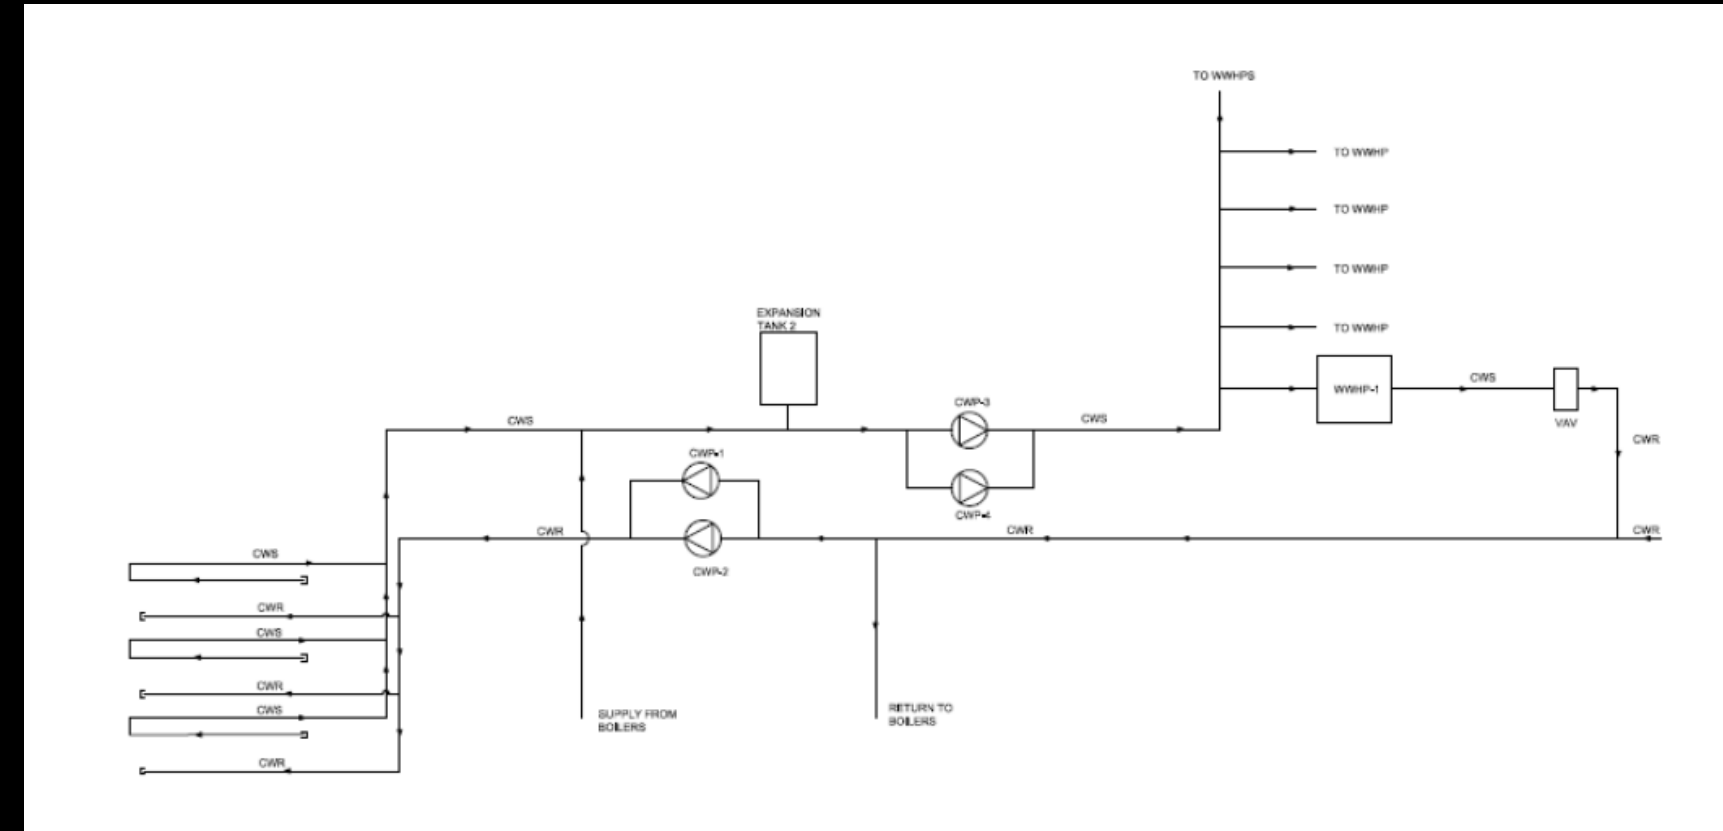 TO WWHPS
TO WWHP
TO WWHP
TO WWHP
TO WWHP
EXPANSION
TANK 2
WWHP-1
CWS
VAV
CWR
CWP-3
CWS
CWS
CWP-1
CWP-4
CWR
CWR
CWR
CWP-2
CWS
CWR
CWS
CWR
CWS
CWR
SUPPLY FROM
BOILERS
RETURN TO
BOILERS